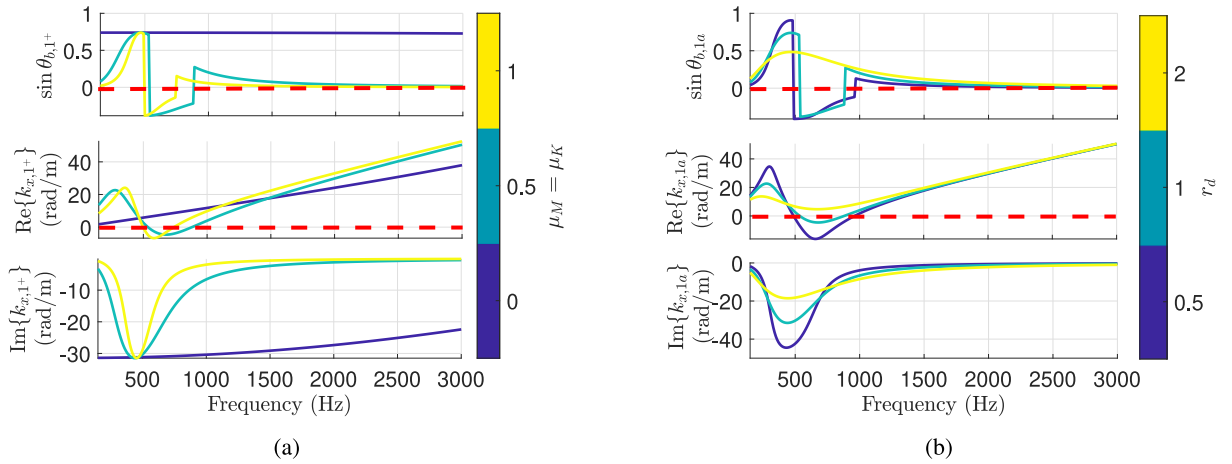 1
0.5
0
sin θ_{b,1^+}
40
20
0
Re{k_{x,1^+}}
(rad/m)
-10
-20
-30
Im{k_{x,1^+}}
(rad/m)
500 1000 1500 2000 2500 3000
Frequency (Hz)
1
0.5
0
μ_M = μ_K
(a)
1
0.5
0
sin θ_{b,1a}
40
20
0
Re{k_{x,1a}}
(rad/m)
0
-20
-40
Im{k_{x,1a}}
(rad/m)
500 1000 1500 2000 2500 3000
Frequency (Hz)
2
1
0.5
r_d
(b)